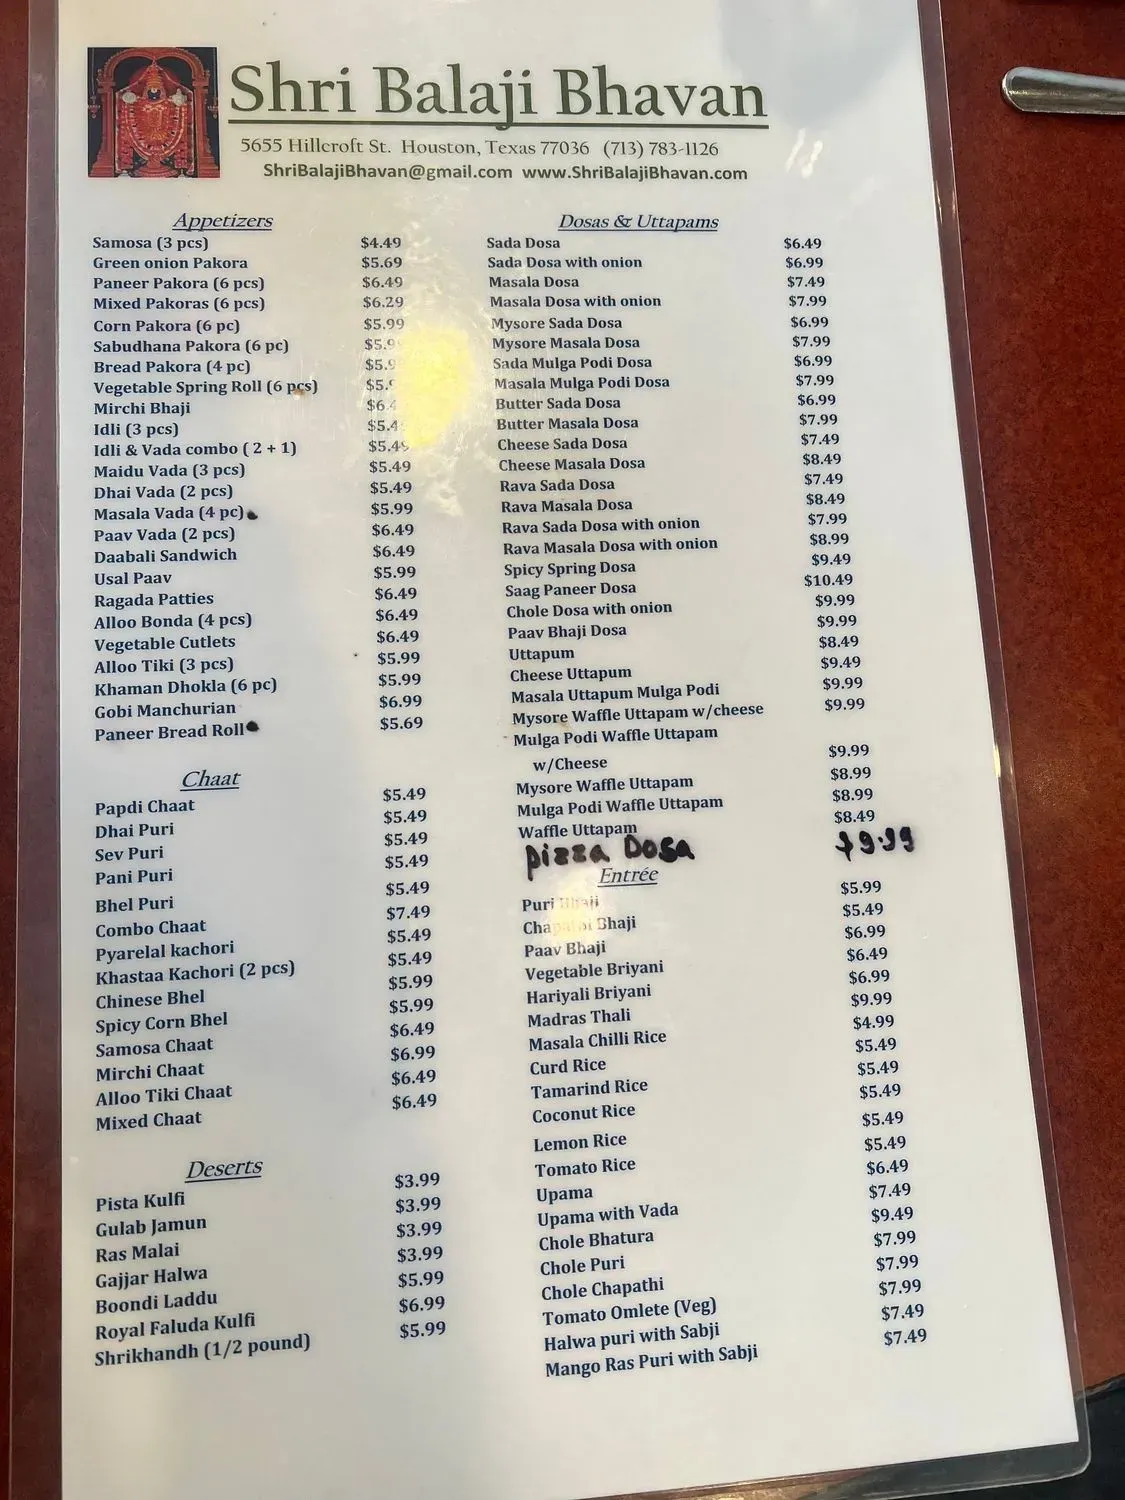 Shri Balaji Bhavan
5655 Hillcroft St. Houston, Texas 77036 (713) 783-1126
ShriBalajiBhavan@gmail.com www.ShriBalajiBhavan.com
Appetizers
Samosa (3 pcs) $4.49
Green onion Pakora $5.69
Paneer Pakora (6 pcs) $6.49
Mixed Pakoras (6 pcs) $6.29
Corn Pakora (6 pc) $5.99
Sabudhana Pakora (6 pc)
Bread Pakora (4 pc)
Vegetable Spring Roll (6 pcs)
Mirchi Bhaji
Idli (3 pcs)
Idli & Vada combo ( 2 + 1) $5.49
Maidu Vada (3 pcs) $5.49
Dhai Vada (2 pcs) $5.49
Masala Vada (4 pc) $5.99
Paav Vada (2 pcs) $6.49
Daabali Sandwich $6.49
Usal Paav $5.99
Ragada Patties $6.49
Alloo Bonda (4 pcs) $6.49
Vegetable Cutlets $6.49
Alloo Tiki (3 pcs) $5.99
Khaman Dhokla (6 pc) $5.99
Gobi Manchurian $6.99
Paneer Bread Roll $5.69
Chaat
Papdi Chaat $5.49
Dhai Puri $5.49
Sev Puri $5.49
Pani Puri $5.49
Bhel Puri $5.49
Combo Chaat $7.49
Pyarelal kachori $5.49
Khastaa Kachori (2 pcs) $5.49
Chinese Bhel $5.99
Spicy Corn Bhel $5.99
Samosa Chaat $6.49
Mirchi Chaat $6.99
Alloo Tiki Chaat $6.49
Mixed Chaat $6.49
Deserts
Pista Kulfi $3.99
Gulab Jamun $3.99
Ras Malai $3.99
Gajjar Halwa $3.99
Boondi Laddu $5.99
Royal Faluda Kulfi $6.99
Shrikhandh (1/2 pound) $5.99
Dosas & Uttapams
Sada Dosa $6.49
Sada Dosa with onion $6.99
Masala Dosa $7.49
Masala Dosa with onion $7.99
Mysore Sada Dosa $6.99
Mysore Masala Dosa $7.99
Sada Mulga Podi Dosa $6.99
Masala Mulga Podi Dosa $7.99
Butter Sada Dosa $6.99
Butter Masala Dosa $7.99
Cheese Sada Dosa $7.49
Cheese Masala Dosa $8.49
Rava Sada Dosa $7.49
Rava Masala Dosa $8.49
Rava Sada Dosa with onion $7.99
Rava Masala Dosa with onion $8.99
Spicy Spring Dosa $9.49
Saag Paneer Dosa $10.49
Chole Dosa with onion $9.99
Paav Bhaji Dosa $9.99
Uttapum $8.49
Cheese Uttapum $9.49
Masala Uttapum Mulga Podi $9.99
Mysore Waffle Uttapam w/cheese $9.99
Mulga Podi Waffle Uttapam
w/Cheese $9.99
Mysore Waffle Uttapam $8.99
Mulga Podi Waffle Uttapam $8.99
Waffle Uttapam $8.49
pizza Dosa $9.99
Entrée
Puri Bhaji $5.99
Chapathi Bhaji $5.49
Paav Bhaji $6.99
Vegetable Briyani $6.49
Hariyali Briyani $6.99
Madras Thali $9.99
Masala Chilli Rice $4.99
Curd Rice $5.49
Tamarind Rice $5.49
Coconut Rice $5.49
Lemon Rice $5.49
Tomato Rice $5.49
Upama $6.49
Upama with Vada $7.49
Chole Bhatura $9.49
Chole Puri $7.99
Chole Chapathi $7.99
Tomato Omlete (Veg) $7.99
Halwa puri with Sabji $7.49
Mango Ras Puri with Sabji $7.49